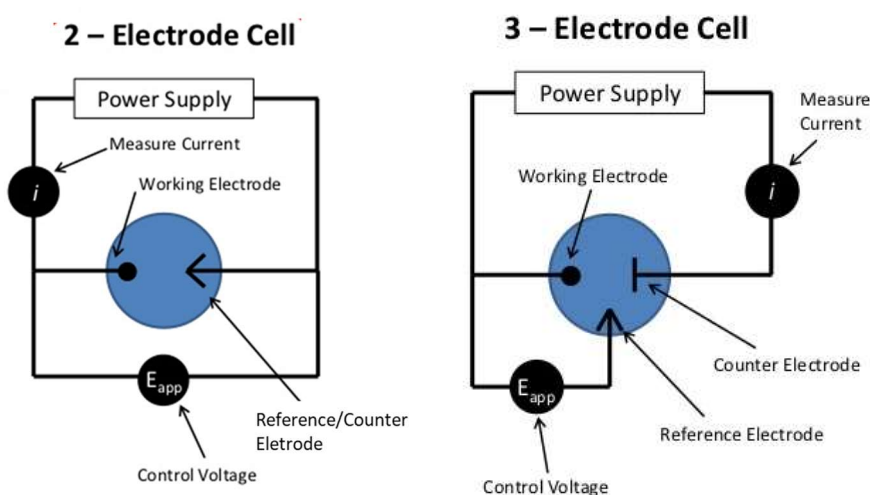 2 – Electrode Cell
Power Supply
Measure Current
i
Working Electrode
E app
Reference/Counter
Eletrode
Control Voltage
3 – Electrode Cell
Power Supply
Measure
Current
Working Electrode
i
Counter Electrode
E app
Reference Electrode
Control Voltage